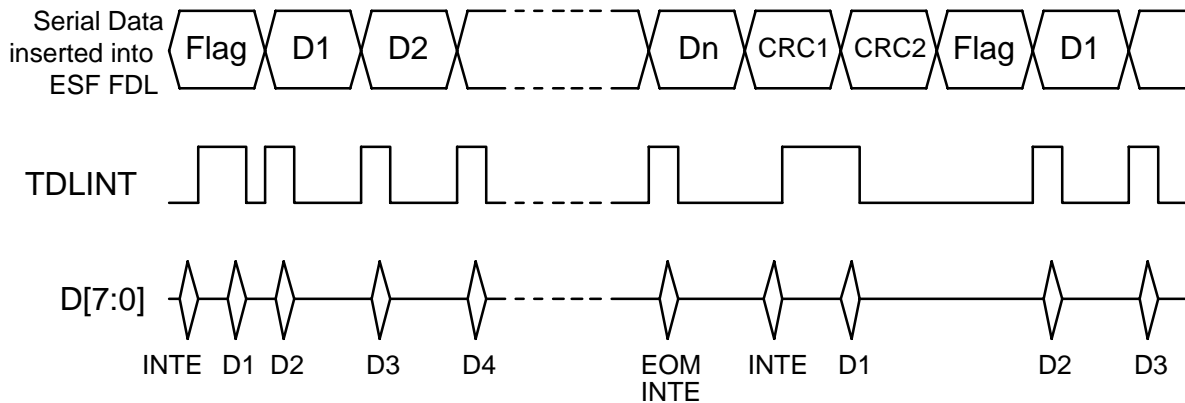 Serial Data
inserted into
ESF FDL
Flag D1 D2 Dn CRC1 CRC2 Flag D1
TDLINT
D[7:0]
INTE D1 D2 D3 D4 EOM INTE D1 D2 D3
INTE